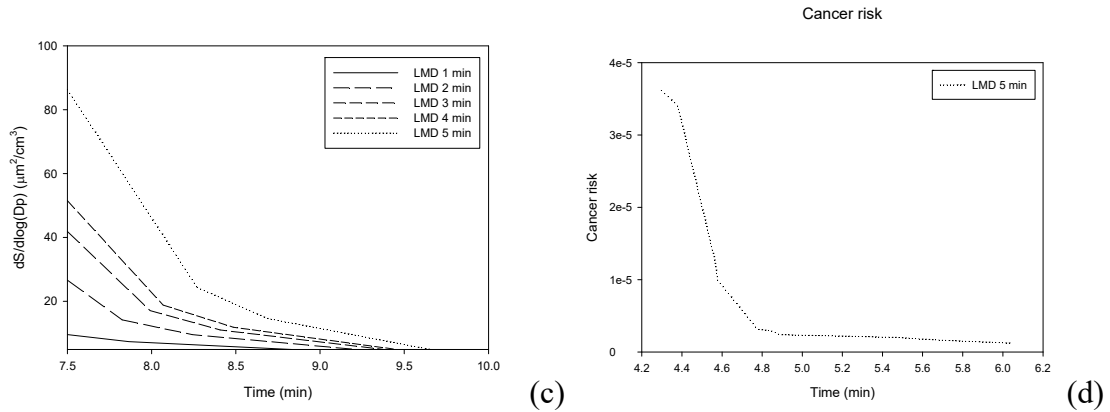 100
80
60
40
20
dS/dlog(Dp) (μm²/cm³)
LMD 1 min
LMD 2 min
LMD 3 min
LMD 4 min
LMD 5 min
7.5 8.0 8.5 9.0 9.5 10.0
Time (min)
(c)
Cancer risk
4e-5
3e-5
2e-5
1e-5
0
Cancer risk
LMD 5 min
4.2 4.4 4.6 4.8 5.0 5.2 5.4 5.6 5.8 6.0 6.2
Time (min)
(d)